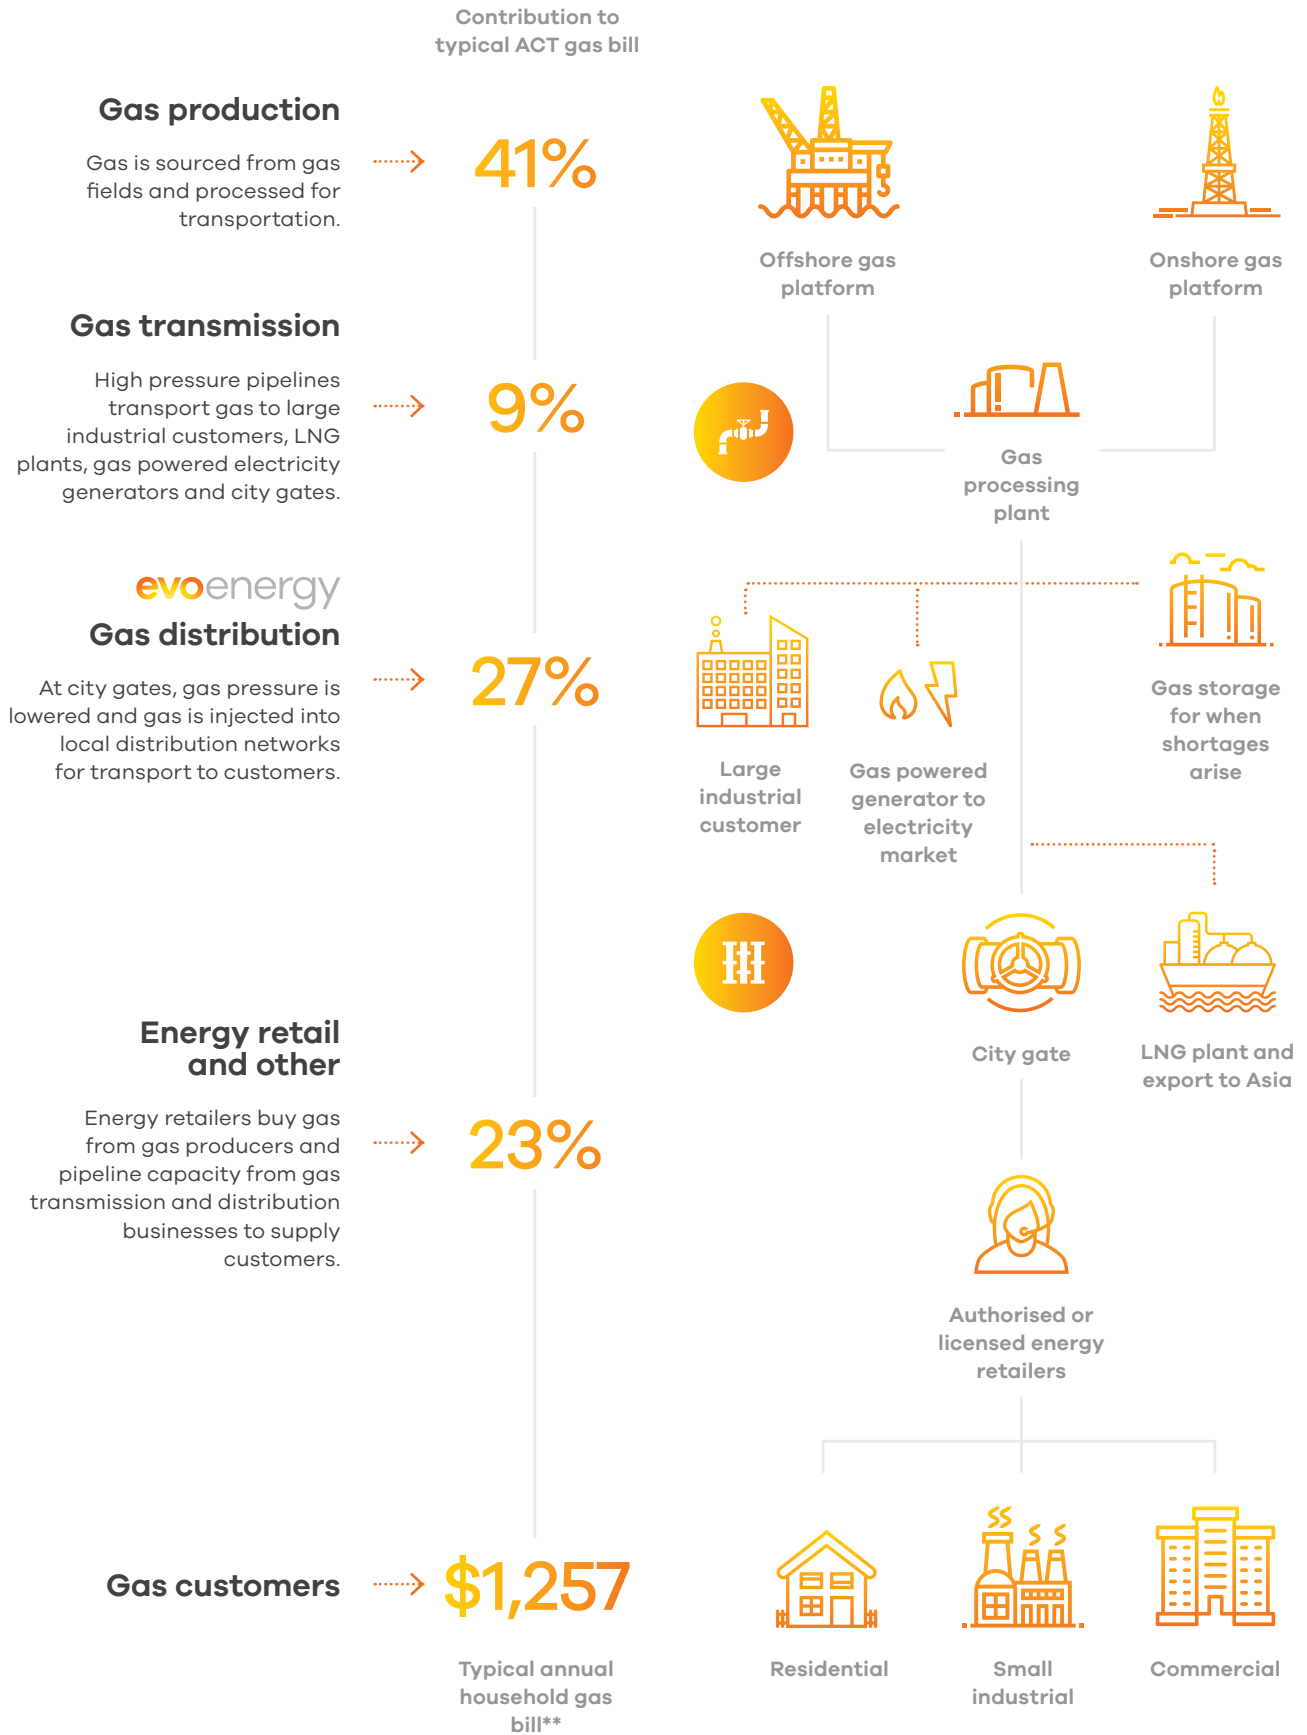 Contribution to
typical ACT gas bill
Gas production
Gas is sourced from gas
fields and processed for
transportation.
41%
Offshore gas
platform
Onshore gas
platform
Gas transmission
High pressure pipelines
transport gas to large
industrial customers, LNG
plants, gas powered electricity
generators and city gates.
9%
Gas
processing
plant
evoenergy
Gas distribution
At city gates, gas pressure is
lowered and gas is injected into
local distribution networks
for transport to customers.
27%
Large
industrial
customer
Gas powered
generator to
electricity
market
Gas storage
for when
shortages
arise
City gate
LNG plant and
export to Asia
Energy retail
and other
Energy retailers buy gas
from gas producers and
pipeline capacity from gas
transmission and distribution
businesses to supply
customers.
23%
Authorised or
licensed energy
retailers
Gas customers
$1,257
Typical annual
household gas
bill**
Residential
Small
industrial
Commercial